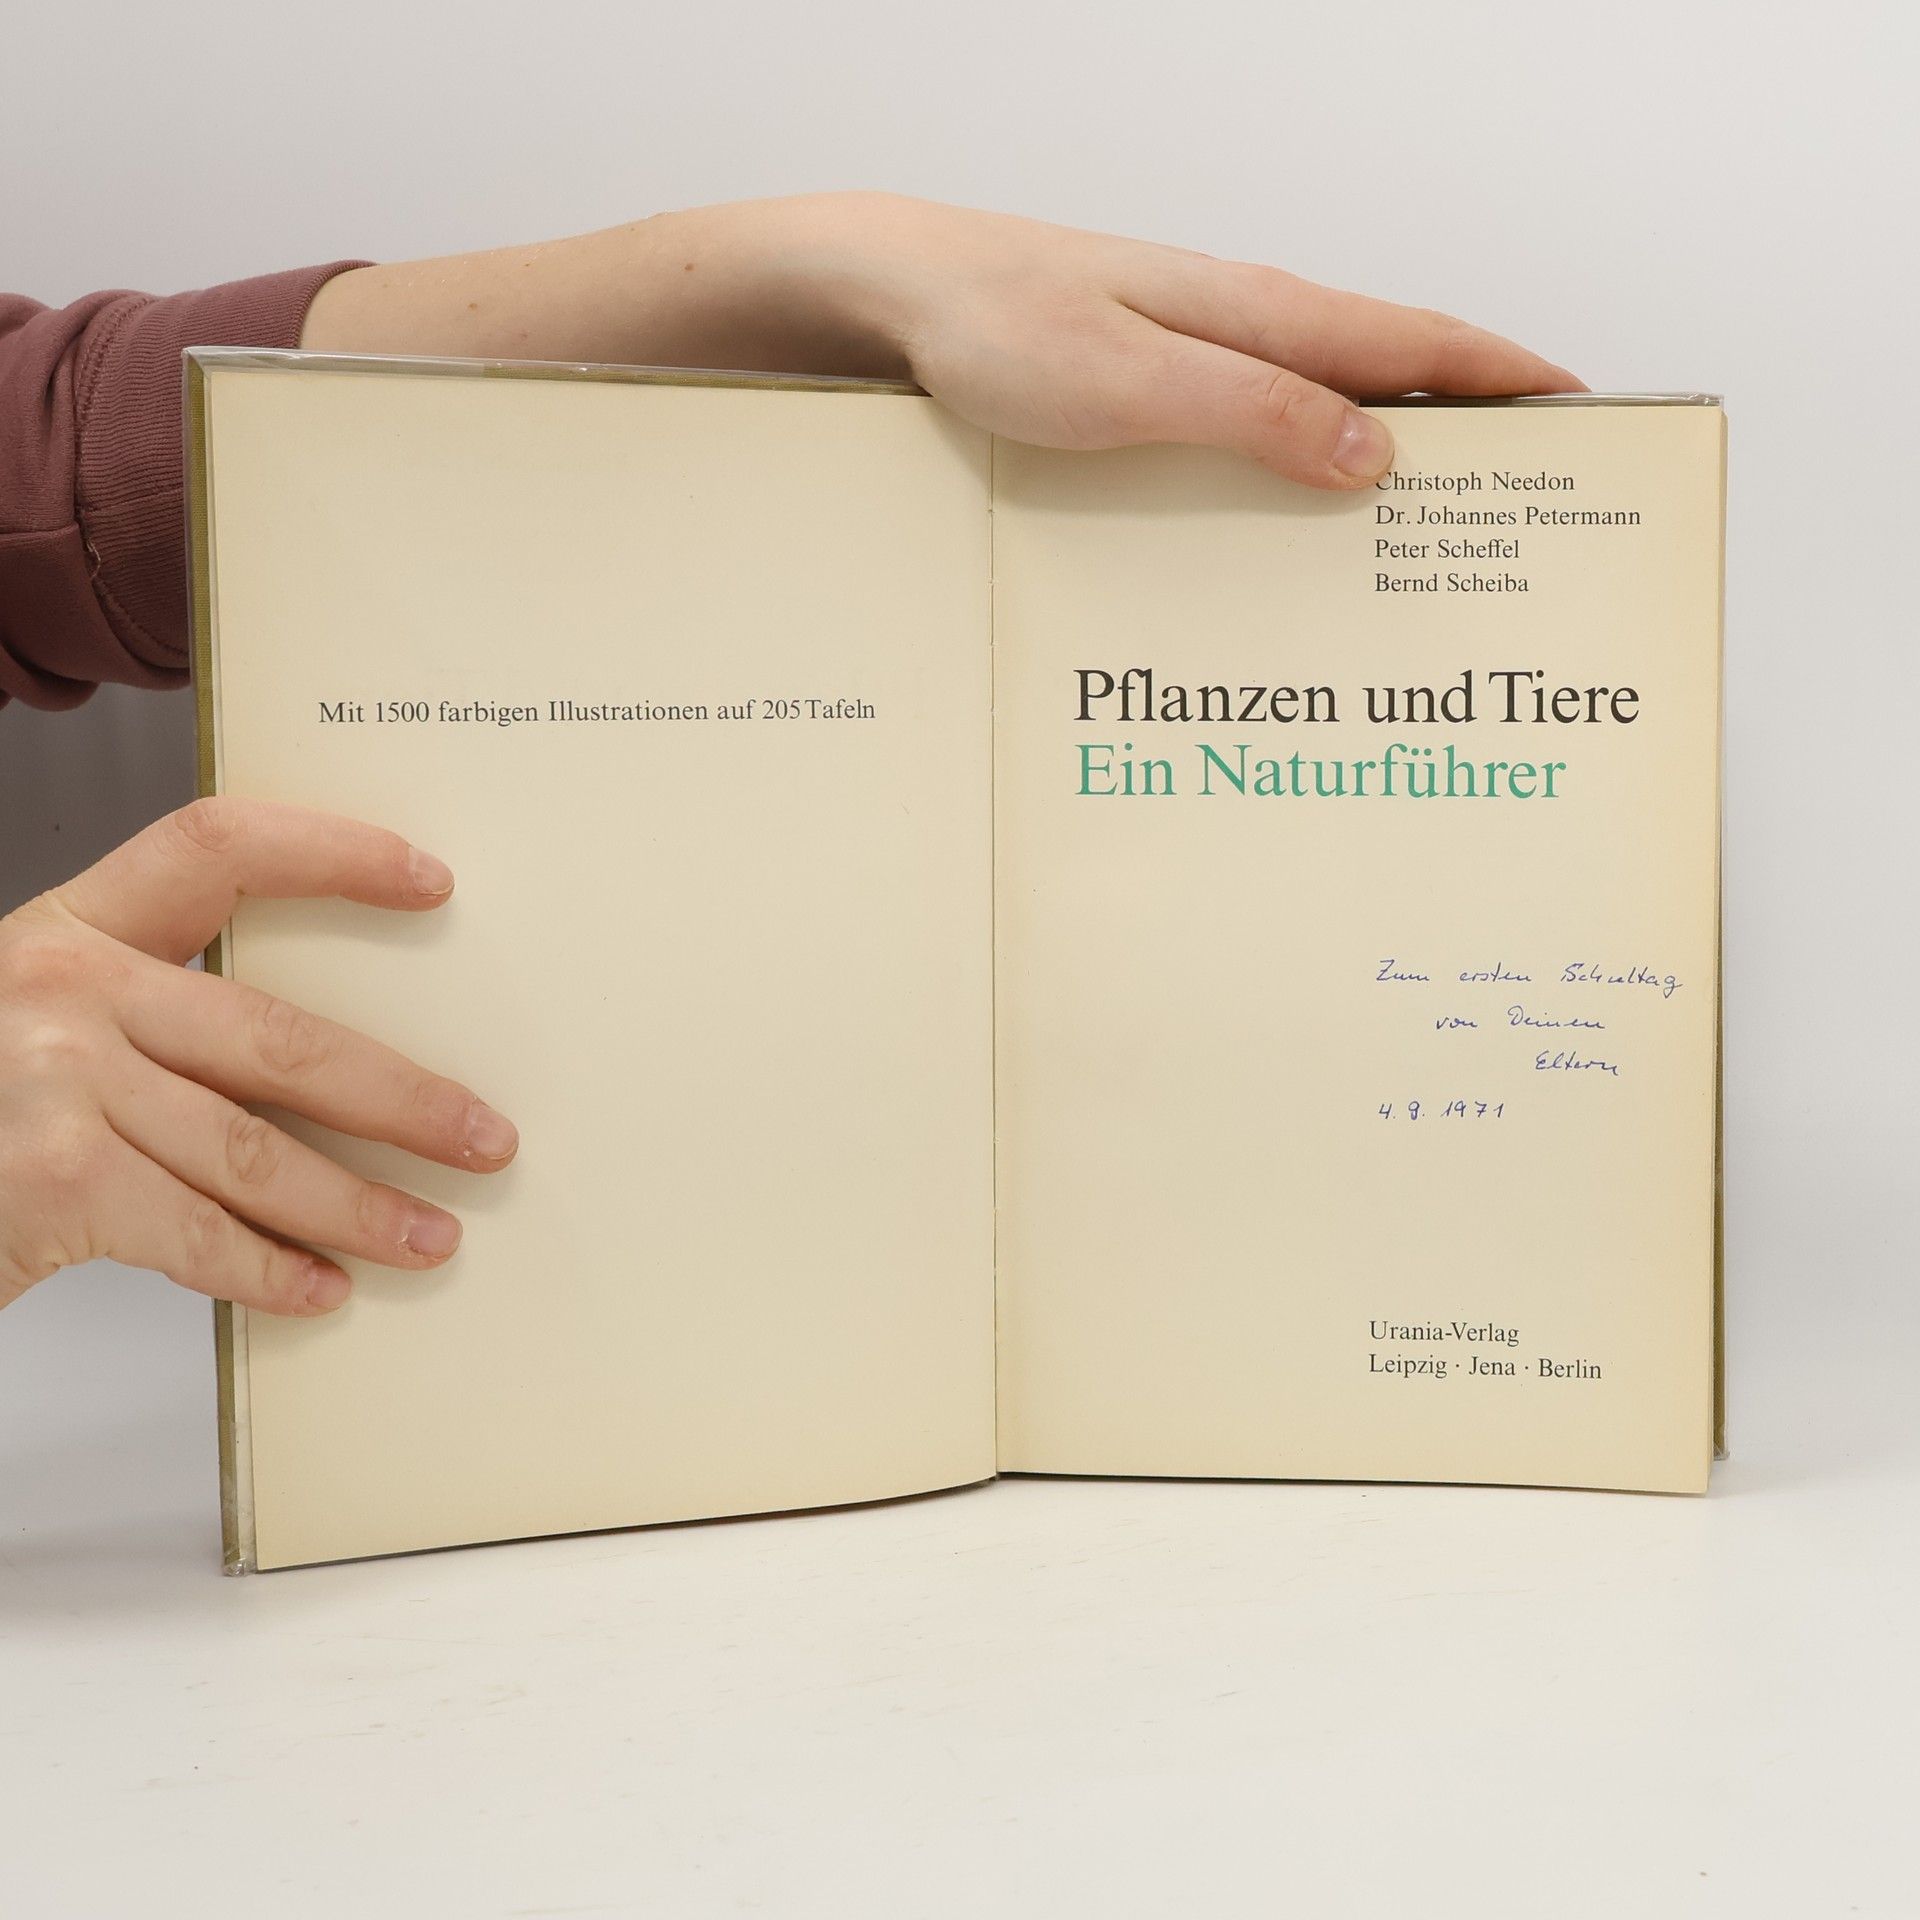 Mit 1500 farbigen Illustrationen auf 205 Tafeln
Christoph Needon
Dr. Johannes Petermann
Peter Scheffel
Bernd Scheiba
Pflanzen und Tiere
Ein Naturführer
Zum ersten Schultag
von Deinen
Eltern
4. 9. 1971
Urania-Verlag
Leipzig · Jena · Berlin